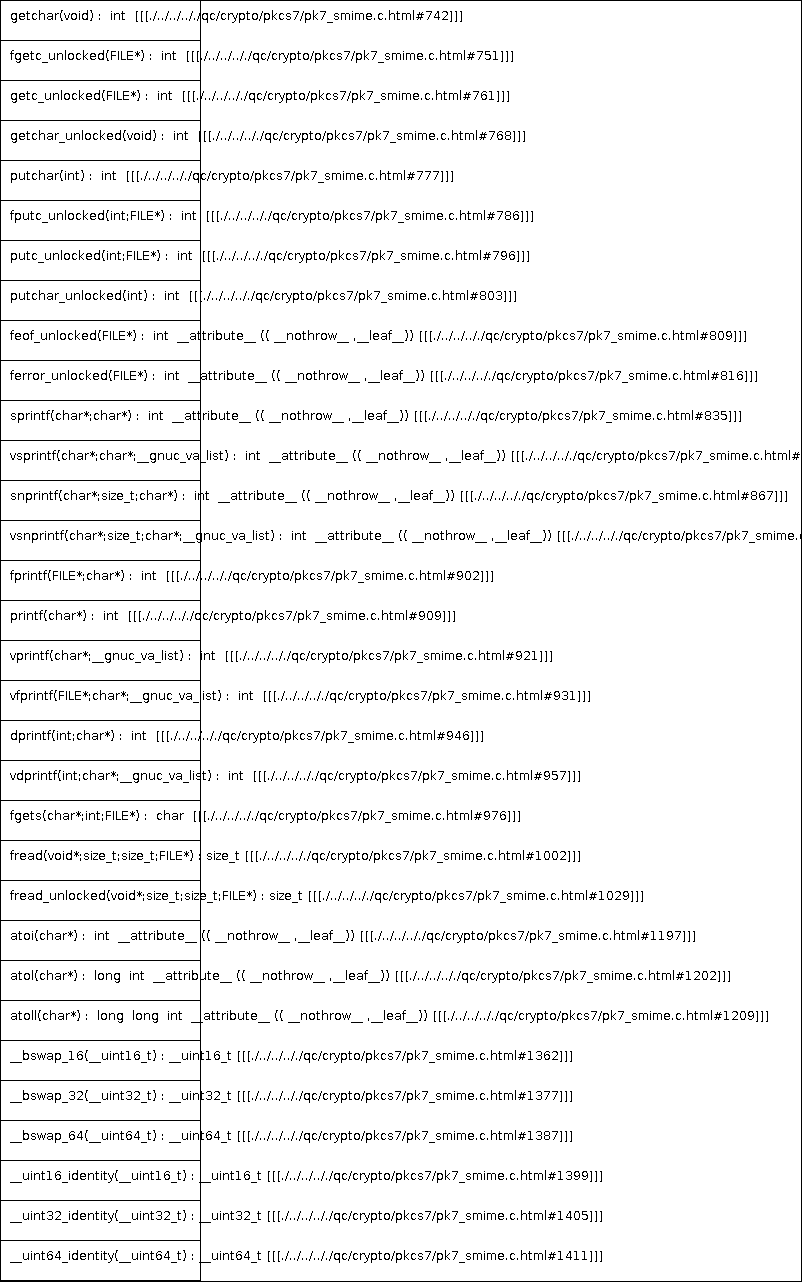 getchar(void) : int [[[./../../../../qc/crypto/pkcs7/pk7_smime.c.html#742]]]
fgetc_unlocked(FILE*) : int [[[./../../../../qc/crypto/pkcs7/pk7_smime.c.html#751]]]
getc_unlocked(FILE*) : int [[[./../../../../qc/crypto/pkcs7/pk7_smime.c.html#761]]]
getchar_unlocked(void) : int [[[./../../../../qc/crypto/pkcs7/pk7_smime.c.html#768]]]
putchar(int) : int [[[./../../../../qc/crypto/pkcs7/pk7_smime.c.html#777]]]
fputc_unlocked(int;FILE*) : int [[[./../../../../qc/crypto/pkcs7/pk7_smime.c.html#786]]]
putc_unlocked(int;FILE*) : int [[[./../../../../qc/crypto/pkcs7/pk7_smime.c.html#796]]]
putchar_unlocked(int) : int [[[./../../../../qc/crypto/pkcs7/pk7_smime.c.html#803]]]
feof_unlocked(FILE*) : int __attribute__ (( __nothrow__ ,__leaf__)) [[[./../../../../qc/crypto/pkcs7/pk7_smime.c.html#809]]]
ferror_unlocked(FILE*) : int __attribute__ (( __nothrow__ ,__leaf__)) [[[./../../../../qc/crypto/pkcs7/pk7_smime.c.html#816]]]
sprintf(char*;char*) : int __attribute__ (( __nothrow__ ,__leaf__)) [[[./../../../../qc/crypto/pkcs7/pk7_smime.c.html#835]]]
vsprintf(char*;char*;__gnuc_va_list) : int __attribute__ (( __nothrow__ ,__leaf__)) [[[./../../../../qc/crypto/pkcs7/pk7_smime.c.html#
snprintf(char*;size_t;char*) : int __attribute__ (( __nothrow__ ,__leaf__)) [[[./../../../../qc/crypto/pkcs7/pk7_smime.c.html#867]]]
vsnprintf(char*;size_t;char*;__gnuc_va_list) : int __attribute__ (( __nothrow__ ,__leaf__)) [[[./../../../../qc/crypto/pkcs7/pk7_smime.c
fprintf(FILE*;char*) : int [[[./../../../../qc/crypto/pkcs7/pk7_smime.c.html#902]]]
printf(char*) : int [[[./../../../../qc/crypto/pkcs7/pk7_smime.c.html#909]]]
vprintf(char*;__gnuc_va_list) : int [[[./../../../../qc/crypto/pkcs7/pk7_smime.c.html#921]]]
vfprintf(FILE*;char*;__gnuc_va_list) : int [[[./../../../../qc/crypto/pkcs7/pk7_smime.c.html#931]]]
dprintf(int;char*) : int [[[./../../../../qc/crypto/pkcs7/pk7_smime.c.html#946]]]
vdprintf(int;char*;__gnuc_va_list) : int [[[./../../../../qc/crypto/pkcs7/pk7_smime.c.html#957]]]
fgets(char*;int;FILE*) : char [[[./../../../../qc/crypto/pkcs7/pk7_smime.c.html#976]]]
fread(void*;size_t;size_t;FILE*) : size_t [[[./../../../../qc/crypto/pkcs7/pk7_smime.c.html#1002]]]
fread_unlocked(void*;size_t;size_t;FILE*) : size_t [[[./../../../../qc/crypto/pkcs7/pk7_smime.c.html#1029]]]
atoi(char*) : int __attribute__ (( __nothrow__ ,__leaf__)) [[[./../../../../qc/crypto/pkcs7/pk7_smime.c.html#1197]]]
atol(char*) : long int __attribute__ (( __nothrow__ ,__leaf__)) [[[./../../../../qc/crypto/pkcs7/pk7_smime.c.html#1202]]]
atoll(char*) : long long int __attribute__ (( __nothrow__ ,__leaf__)) [[[./../../../../qc/crypto/pkcs7/pk7_smime.c.html#1209]]]
__bswap_16(__uint16_t) : __uint16_t [[[./../../../../qc/crypto/pkcs7/pk7_smime.c.html#1362]]]
__bswap_32(__uint32_t) : __uint32_t [[[./../../../../qc/crypto/pkcs7/pk7_smime.c.html#1377]]]
__bswap_64(__uint64_t) : __uint64_t [[[./../../../../qc/crypto/pkcs7/pk7_smime.c.html#1387]]]
__uint16_identity(__uint16_t) : __uint16_t [[[./../../../../qc/crypto/pkcs7/pk7_smime.c.html#1399]]]
__uint32_identity(__uint32_t) : __uint32_t [[[./../../../../qc/crypto/pkcs7/pk7_smime.c.html#1405]]]
__uint64_identity(__uint64_t) : __uint64_t [[[./../../../../qc/crypto/pkcs7/pk7_smime.c.html#1411]]]